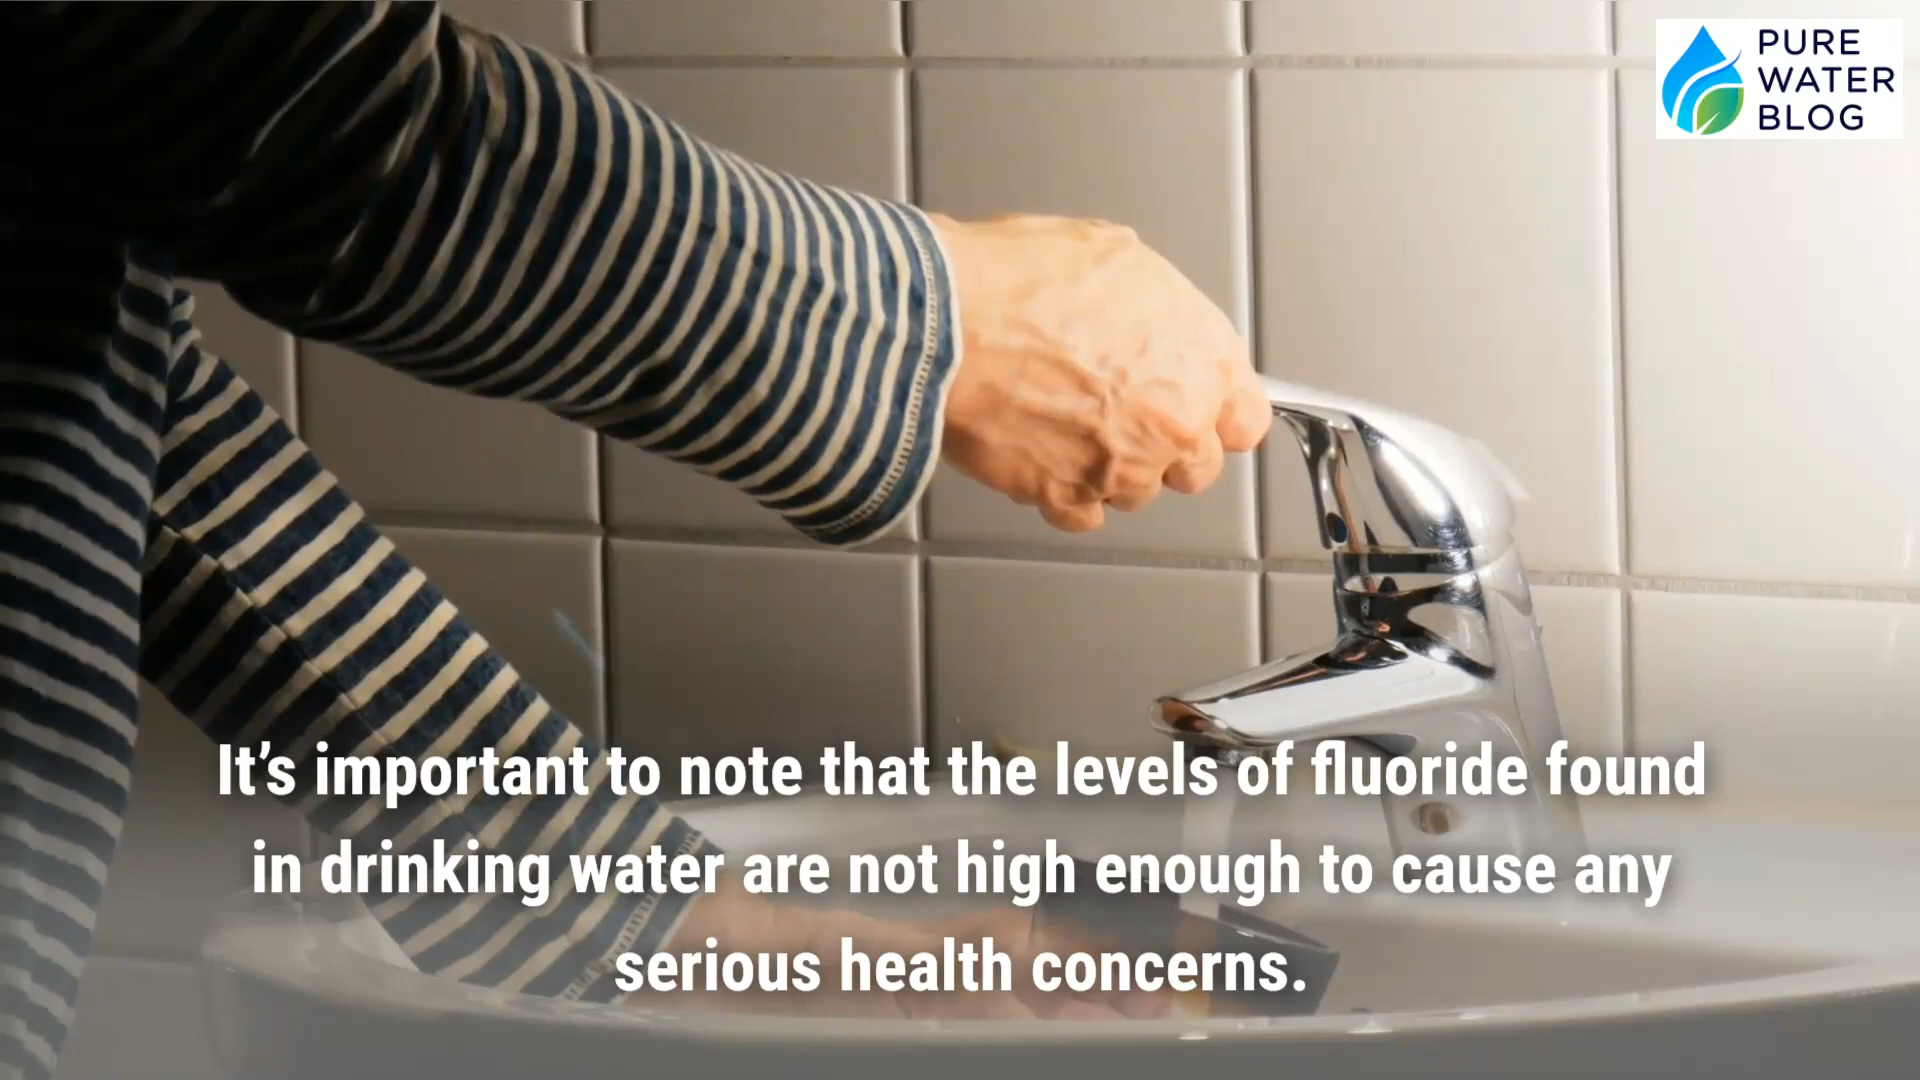 PURE
WATER
BLOG
It’s important to note that the levels of fluoride found
in drinking water are not high enough to cause any
serious health concerns.